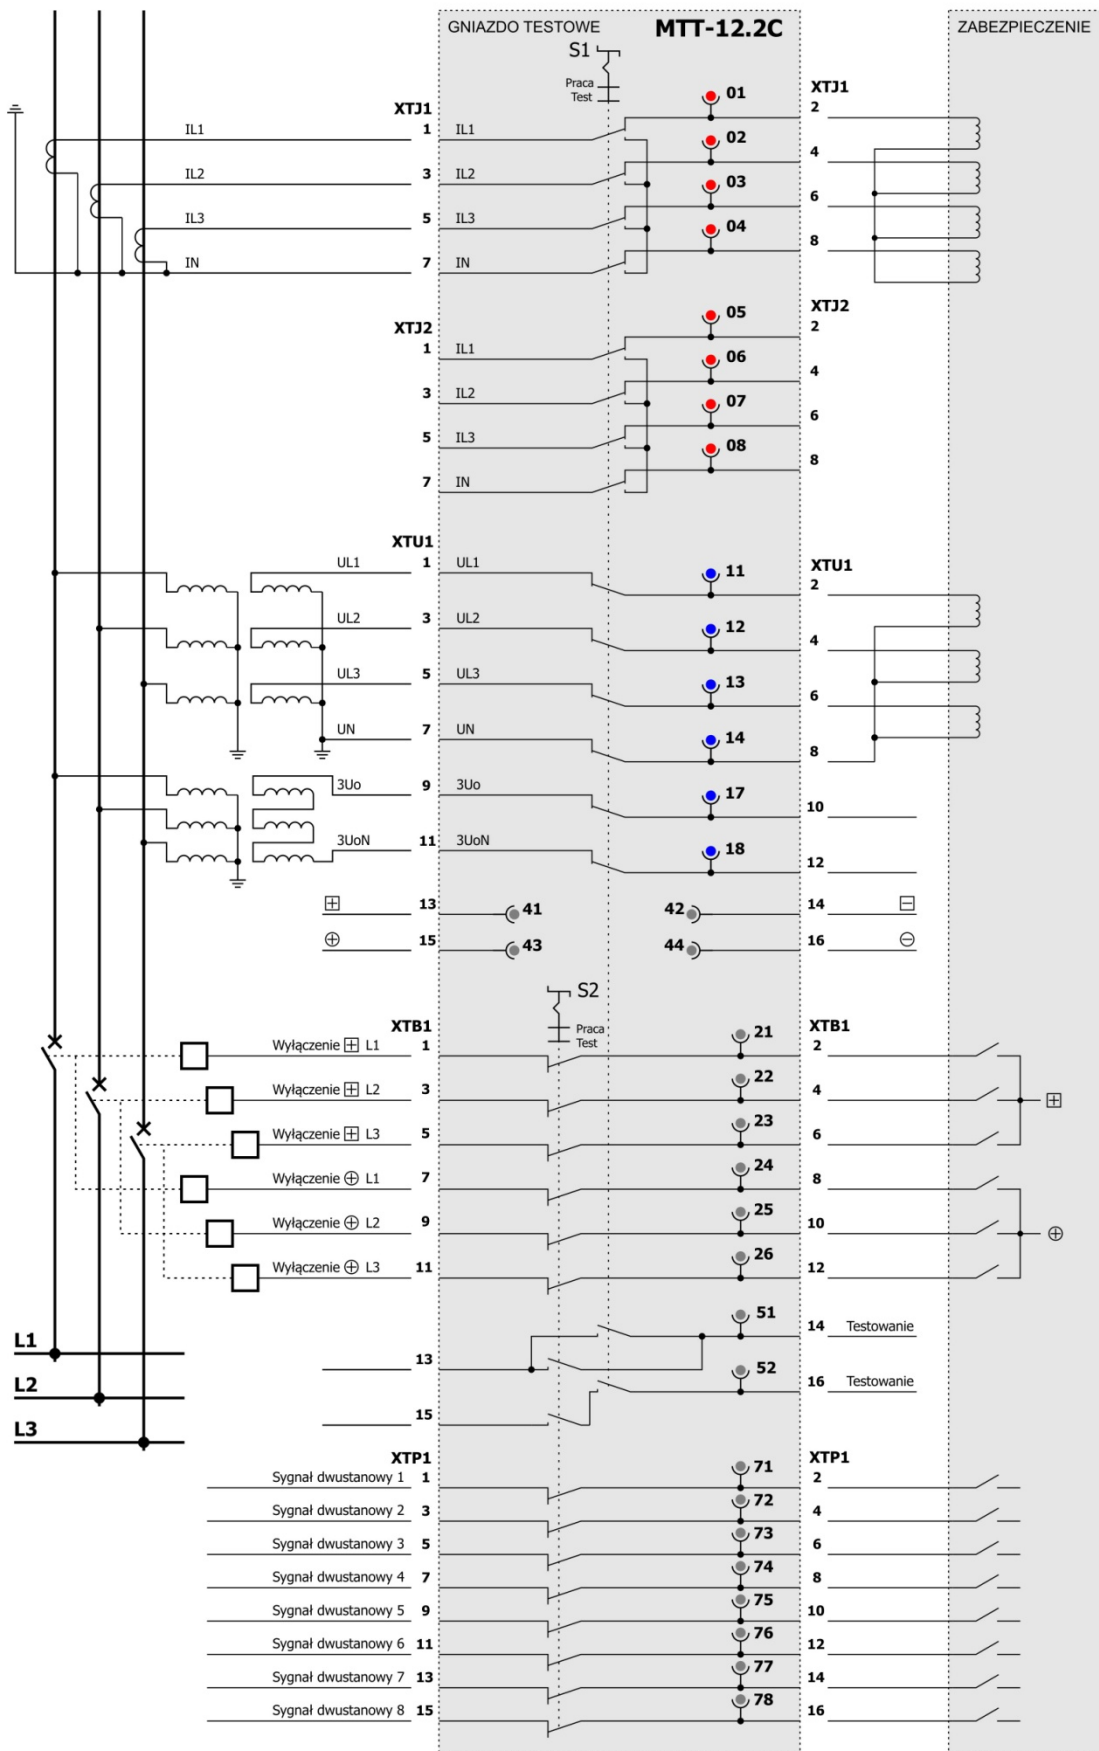 GNIAZDO TESTOWE MTT-12.2C ZABEZPIECZENIE
S1
Praca
Test
XTJ1 01 XTJ1
1 IL1 IL1 2
02
3 IL2 IL2 4
03
5 IL3 IL3 6
04
7 IN IN 8
XTJ2 05 XTJ2
1 IL1 2
06
3 IL2 4
07
5 IL3 6
08
7 IN 8
XTU1 XTU1
UL1 1 UL1 11 2
UL2 3 UL2 12 4
UL3 5 UL3 13 6
UN 7 UN 14 8
3Uo 9 3Uo 17 10
3UoN 11 3UoN 18 12
⊞ 13 41 42 14 ⊟
⊕ 15 43 44 16 ⊖
S2
Praca
Test
XTB1 XTB1
Wyłączenie ⊞ L1 1 21 2
Wyłączenie ⊞ L2 3 22 4 ⊞
Wyłączenie ⊞ L3 5 23 6
Wyłączenie ⊕ L1 7 24 8
Wyłączenie ⊕ L2 9 25 10 ⊕
Wyłączenie ⊕ L3 11 26 12
51 14 Testowanie
L1
13
52 16 Testowanie
L2
15
L3
XTP1 XTP1
Sygnał dwustanowy 1 1 71 2
Sygnał dwustanowy 2 3 72 4
Sygnał dwustanowy 3 5 73 6
Sygnał dwustanowy 4 7 74 8
Sygnał dwustanowy 5 9 75 10
Sygnał dwustanowy 6 11 76 12
Sygnał dwustanowy 7 13 77 14
Sygnał dwustanowy 8 15 78 16